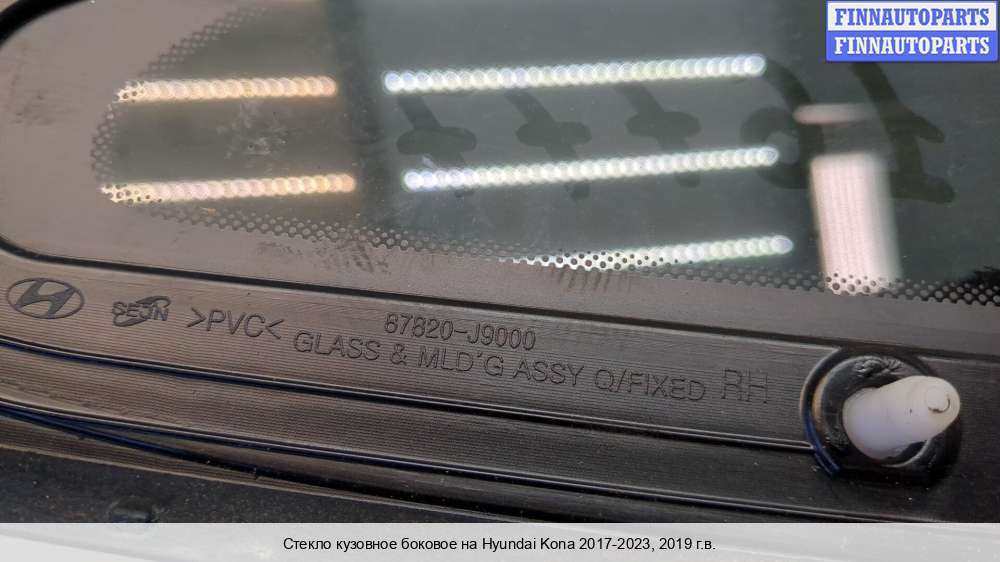 FINNAUTOPARTS
FINNAUTOPARTS
SEJN >PVC< 87820-J9000
GLASS & MLD'G ASSY Q/FIXED RH
Стекло кузовное боковое на Hyundai Kona 2017-2023, 2019 г.в.